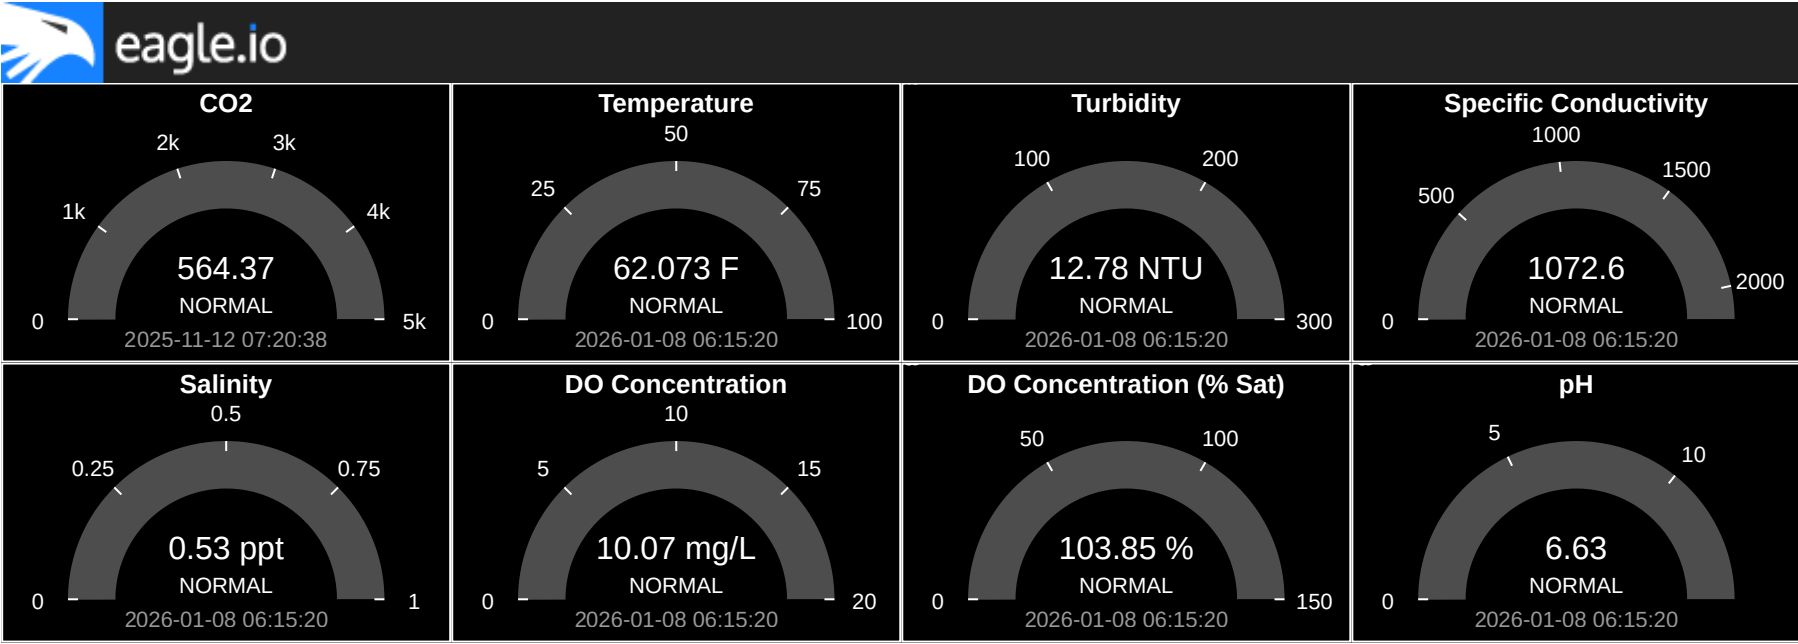 eagle.io
CO2
0
1k
2k
3k
4k
5k
564.37
NORMAL
2025-11-12 07:20:38
Temperature
0
25
50
75
100
62.073 F
NORMAL
2026-01-08 06:15:20
Turbidity
0
100
200
300
12.78 NTU
NORMAL
2026-01-08 06:15:20
Specific Conductivity
0
500
1000
1500
2000
1072.6
NORMAL
2026-01-08 06:15:20
Salinity
0
0.25
0.5
0.75
1
0.53 ppt
NORMAL
2026-01-08 06:15:20
DO Concentration
0
5
10
15
20
10.07 mg/L
NORMAL
2026-01-08 06:15:20
DO Concentration (% Sat)
0
50
100
150
103.85 %
NORMAL
2026-01-08 06:15:20
pH
0
5
10
6.63
NORMAL
2026-01-08 06:15:20